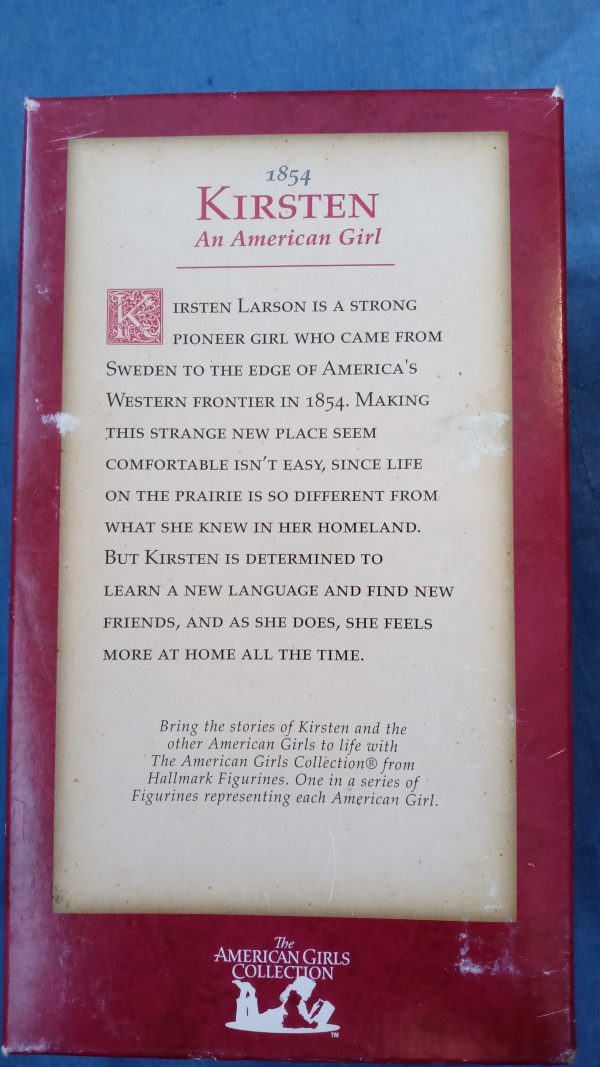 1854
KIRSTEN
An American Girl
KIRSTEN LARSON IS A STRONG
PIONEER GIRL WHO CAME FROM
SWEDEN TO THE EDGE OF AMERICA'S
WESTERN FRONTIER IN 1854. MAKING
THIS STRANGE NEW PLACE SEEM
COMFORTABLE ISN'T EASY, SINCE LIFE
ON THE PRAIRIE IS SO DIFFERENT FROM
WHAT SHE KNEW IN HER HOMELAND.
BUT KIRSTEN IS DETERMINED TO
LEARN A NEW LANGUAGE AND FIND NEW
FRIENDS, AND AS SHE DOES, SHE FEELS
MORE AT HOME ALL THE TIME.
Bring the stories of Kirsten and the
other American Girls to life with
The American Girls Collection® from
Hallmark Figurines. One in a series of
Figurines representing each American Girl.
The
AMERICAN GIRLS
COLLECTION
TM